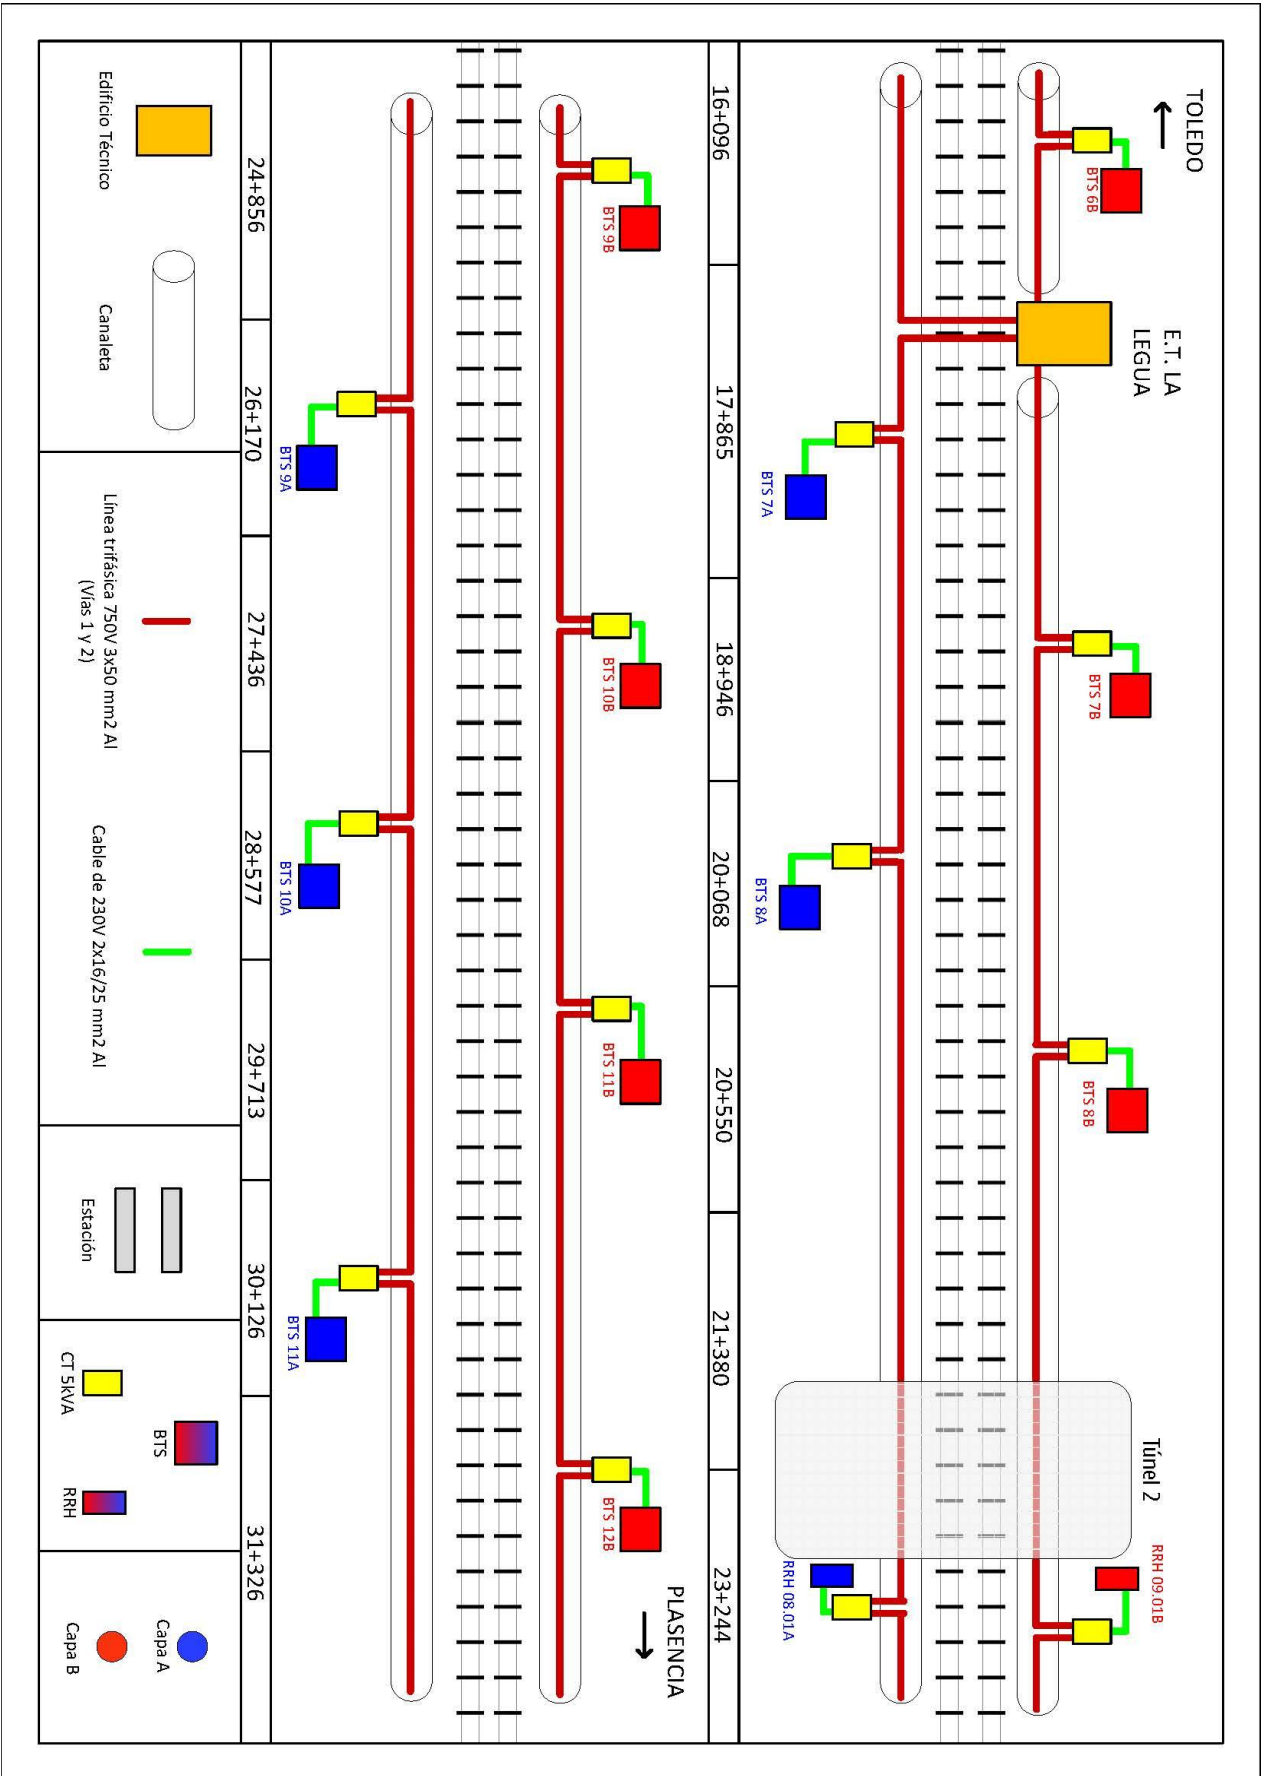 TOLEDO
BTS 6B
E.T. LA
LEGUA
BTS 7B
BTS 8B
Túnel 2
RRH 09.01B
BTS 7A
BTS 8A
RRH 08.01A
16+096
17+865
18+946
20+068
20+550
21+380
23+244
PLASENCIA
BTS 9B
BTS 10B
BTS 11B
BTS 12B
BTS 9A
BTS 10A
BTS 11A
24+856
26+170
27+436
28+577
29+713
30+126
31+326
Edificio Técnico
Canaleta
Línea trifásica 750V 3x50 mm2 Al
(Vías 1 y 2)
Cable de 230V 2x16/25 mm2 Al
Estación
CT 5kVA
BTS
RRH
Capa A
Capa B